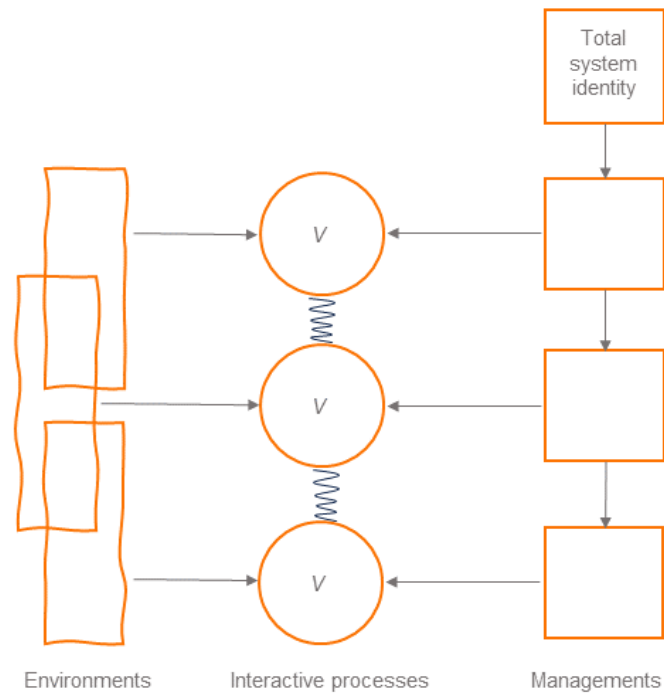 Total
system
identity
V
V
V
Environments
Interactive processes
Managements